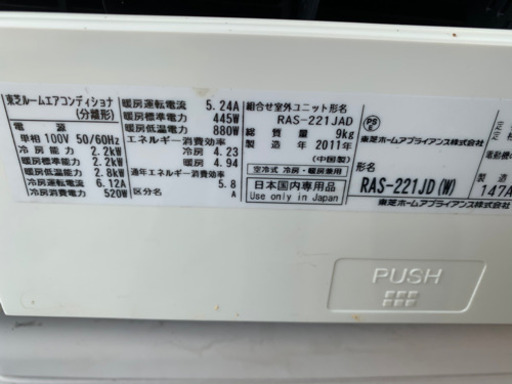 東芝ルームエアコンディショナ
(分離形)
電源
単相 100V 50/60Hz
冷房能力 2.2kW
暖房標準能力 2.2kW
暖房低温能力 2.8kW
冷房運転電流 6.12A
冷房消費電力 520W
暖房運転電流 5.24A
暖房標準電力 445W
暖房低温電力 880W
エネルギー消費効率
冷房 4.23
暖房 4.94
通年エネルギー消費効率
5.8
区分名 A
組合せ室外ユニット形名
RAS-221JAD
総質量 9kg
製造年 2011年
(中国製)
空冷式 冷房・暖房兼用
日本国内専用品
Use only in Japan
PS
E
東芝ホームアプライアンス株式会社
形名
RAS-221JD(W)
東芝ホームアプライアンス株式会社
電動機の
製造
147A
PUSH